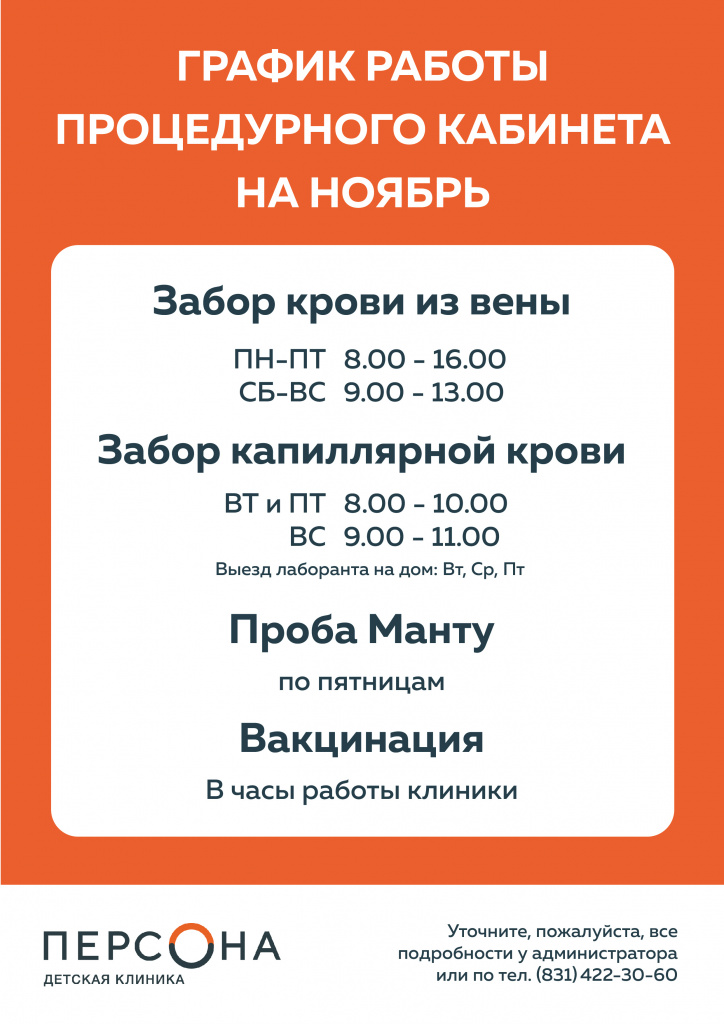 ГРАФИК РАБОТЫ
ПРОЦЕДУРНОГО КАБИНЕТА
НА НОЯБРЬ
Забор крови из вены
ПН-ПТ 8.00 - 16.00
СБ-ВС 9.00 - 13.00
Забор капиллярной крови
ВТ и ПТ 8.00 - 10.00
ВС 9.00 - 11.00
Выезд лаборанта на дом: Вт, Ср, Пт
Проба Манту
по пятницам
Вакцинация
В часы работы клиники
ПЕРСОНА
ДЕТСКАЯ КЛИНИКА
Уточните, пожалуйста, все
подробности у администратора
или по тел. (831) 422-30-60